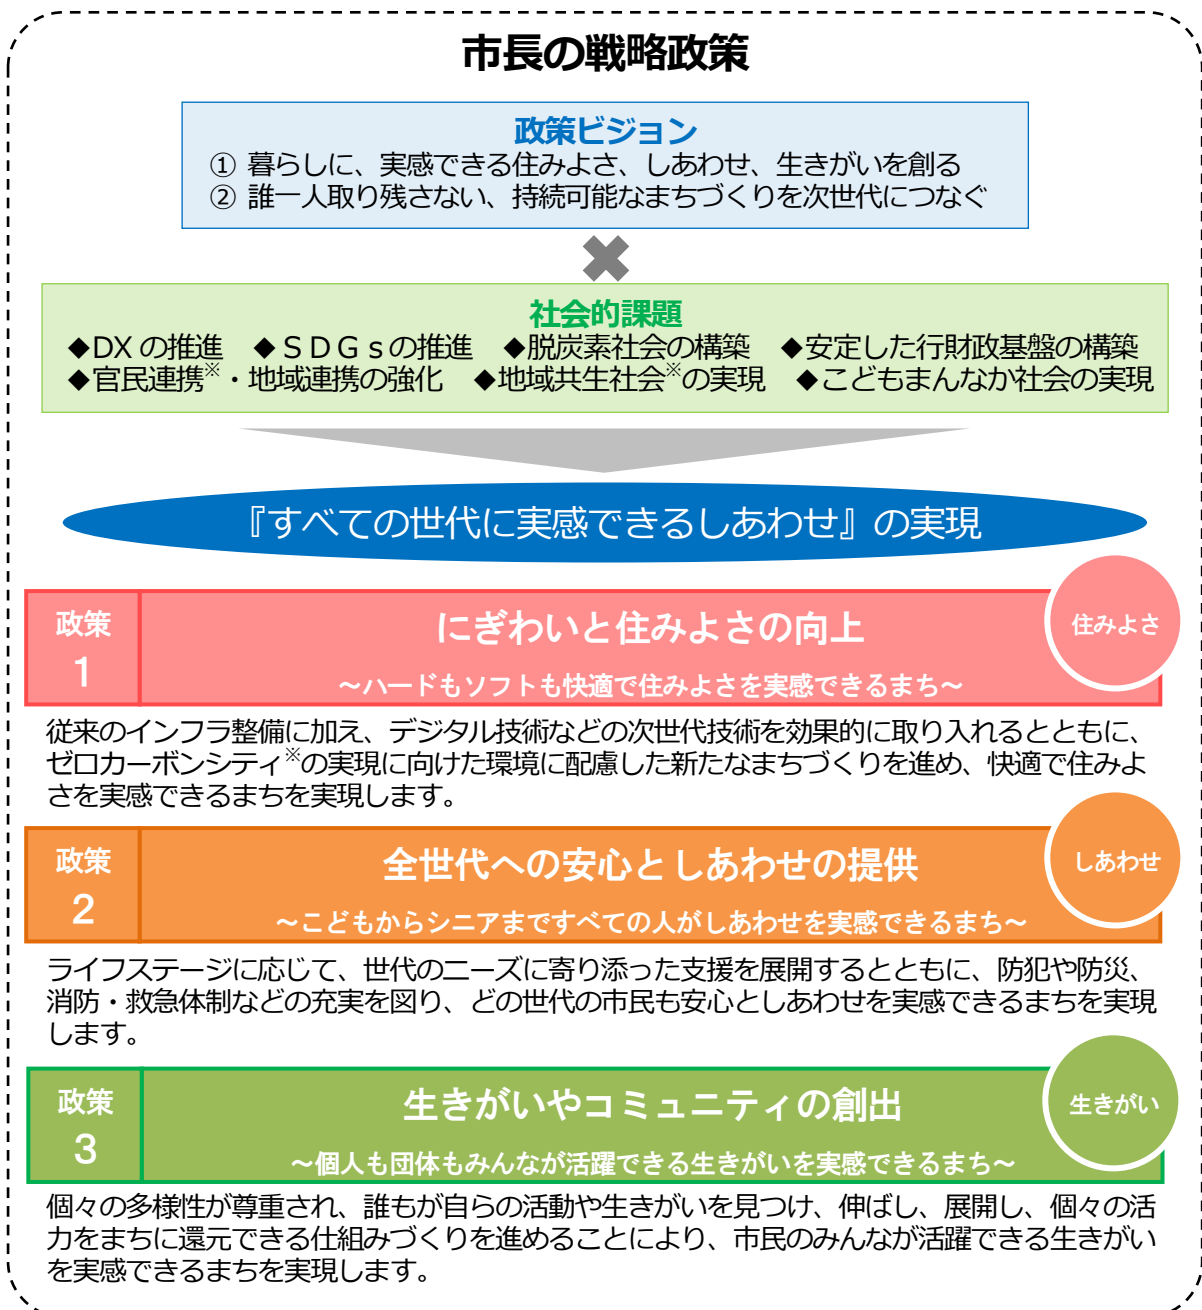 市長の戦略政策
政策ビジョン
① 暮らしに、実感できる住みよさ、しあわせ、生きがいを創る
② 誰一人取り残さない、持続可能なまちづくりを次世代につなぐ
社会的課題
◆DX の推進　◆ＳＤＧｓの推進　◆脱炭素社会の構築　◆安定した行財政基盤の構築
◆官民連携※・地域連携の強化　◆地域共生社会※の実現　◆こどもまんなか社会の実現
『すべての世代に実感できるしあわせ』の実現
政策
1
にぎわいと住みよさの向上
～ハードもソフトも快適で住みよさを実感できるまち～
住みよさ
従来のインフラ整備に加え、デジタル技術などの次世代技術を効果的に取り入れるとともに、
ゼロカーボンシティ※の実現に向けた環境に配慮した新たなまちづくりを進め、快適で住みよ
さを実感できるまちを実現します。
政策
2
全世代への安心としあわせの提供
～こどもからシニアまですべての人がしあわせを実感できるまち～
しあわせ
ライフステージに応じて、世代のニーズに寄り添った支援を展開するとともに、防犯や防災、
消防・救急体制などの充実を図り、どの世代の市民も安心としあわせを実感できるまちを実現
します。
政策
3
生きがいやコミュニティの創出
～個人も団体もみんなが活躍できる生きがいを実感できるまち～
生きがい
個々の多様性が尊重され、誰もが自らの活動や生きがいを見つけ、伸ばし、展開し、個々の活
力をまちに還元できる仕組みづくりを進めることにより、市民のみんなが活躍できる生きがい
を実感できるまちを実現します。